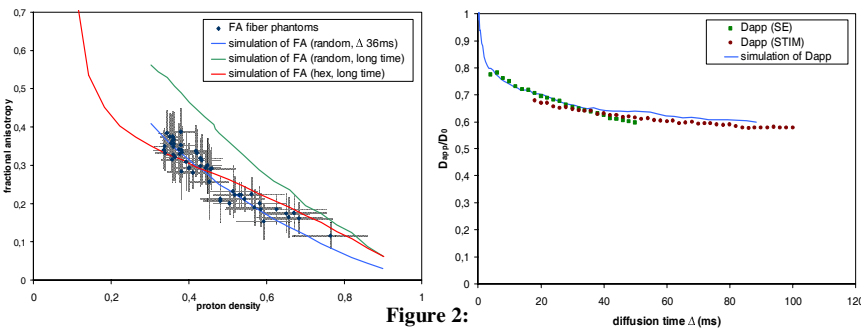 0,7
0,6
0,5
0,4
0,3
0,2
0,1
0
fractional anisotropy
FA fiber phantoms
simulation of FA (random, Δ 36ms)
simulation of FA (random, long time)
simulation of FA (hex, long time)
0 0,2 0,4 0,6 0,8 1
proton density
1
0,9
0,8
0,7
0,6
0,5
0,4
0,3
0,2
0,1
0
Dapp/D0
Dapp (SE)
Dapp (STIM)
simulation of Dapp
0 20 40 60 80 100 120
diffusion time Δ (ms)
Figure 2: